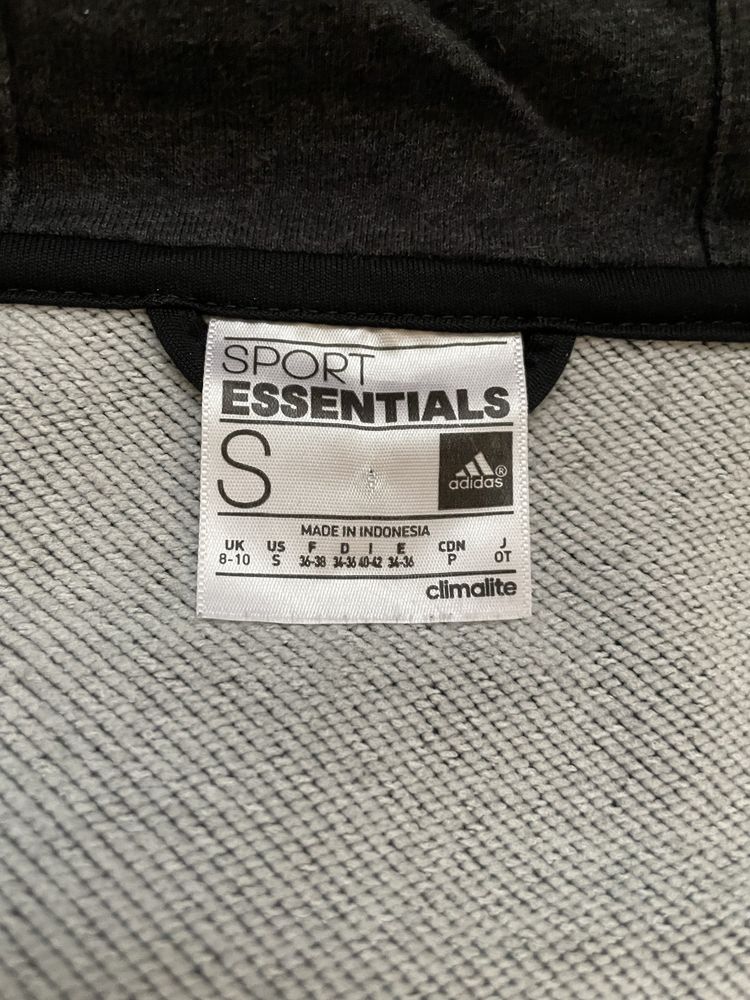 SPORT
ESSENTIALS
S
adidas®
MADE IN INDONESIA
UK US F D I E CDN J
8-10 S 36-38 34-36 40-42 34-36 P OT
climalite